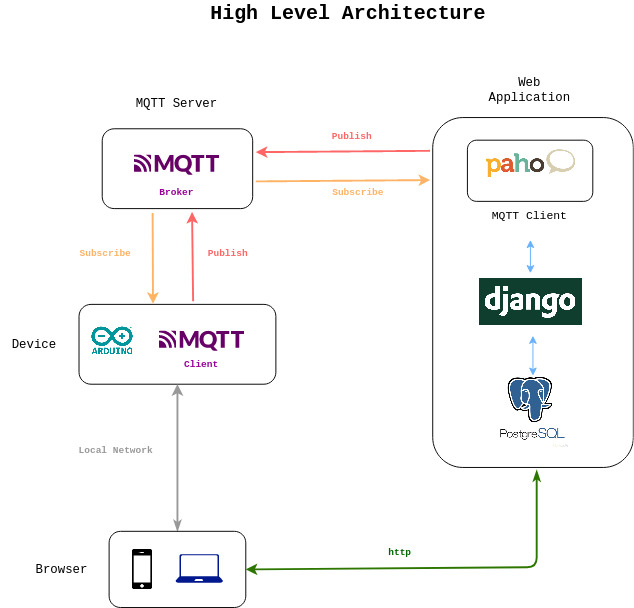 High Level Architecture
Web
Application
MQTT Server
Publish
MQTT
Broker
Subscribe
paho
MQTT Client
Subscribe
Publish
django
Device
ARDUINO
MQTT
Client
PostgreSQL
Local Network
http
Browser